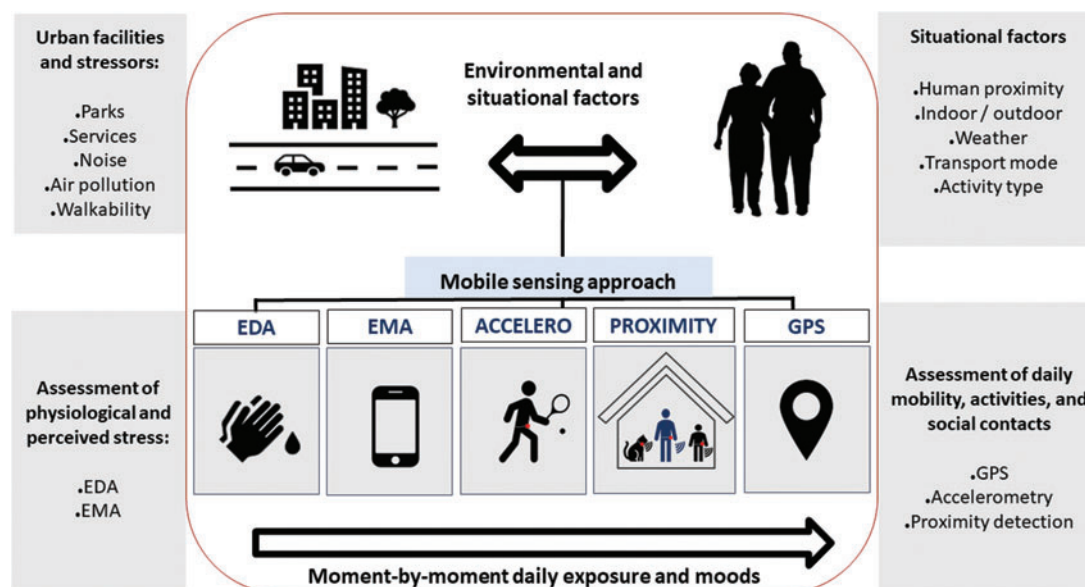 Urban facilities
and stressors:
.Parks
.Services
.Noise
.Air pollution
.Walkability
Environmental and
situational factors
Situational factors
.Human proximity
.Indoor / outdoor
.Weather
.Transport mode
.Activity type
Mobile sensing approach
EDA
EMA
ACCELERO
PROXIMITY
GPS
Assessment of
physiological and
perceived stress:
.EDA
.EMA
Assessment of daily
mobility, activities, and
social contacts
.GPS
.Accelerometry
.Proximity detection
Moment-by-moment daily exposure and moods